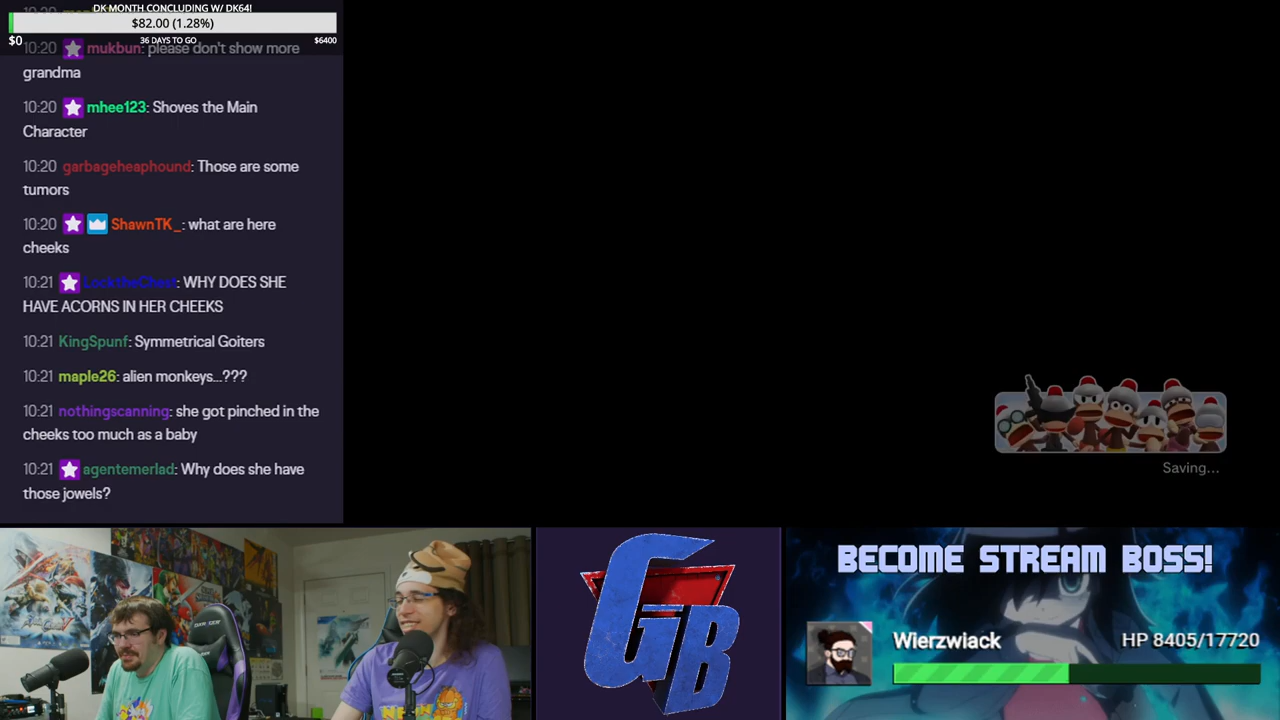 DK MONTH CONCLUDING W/ DK64!
$82.00 (1.28%)
$0 36 DAYS TO GO $6400
10:20 mukbun: please don't show more
grandma
10:20 mhee123: Shoves the Main
Character
10:20 garbageheaphound: Those are some
tumors
10:20 ShawnTK_: what are here
cheeks
10:21 LocktheChest: WHY DOES SHE
HAVE ACORNS IN HER CHEEKS
10:21 KingSpunf: Symmetrical Goiters
10:21 maple26: alien monkeys...???
10:21 nothingscanning: she got pinched in the
cheeks too much as a baby
10:21 agentemerlad: Why does she have
those jowels?
Saving...
GB
BECOME STREAM BOSS!
Wierzwiack HP 8405/17720